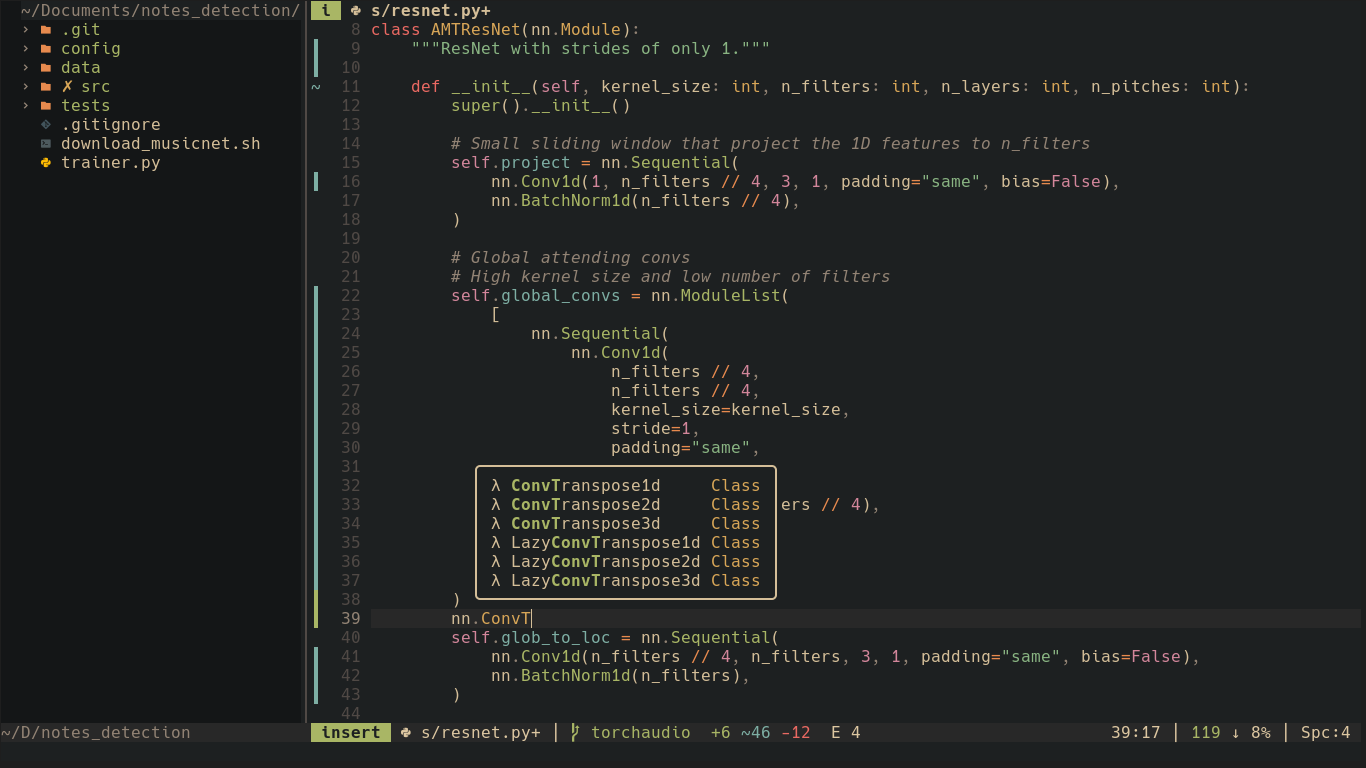 ~/Documents/notes_detection/
› .git
› config
› data
› ✗ src
› tests
.gitignore
download_musicnet.sh
trainer.py
~/D/notes_detection
i s/resnet.py+
8 class AMTResNet(nn.Module):
9 """ResNet with strides of only 1."""
10
~ 11 def __init__(self, kernel_size: int, n_filters: int, n_layers: int, n_pitches: int):
12 super().__init__()
13
14 # Small sliding window that project the 1D features to n_filters
15 self.project = nn.Sequential(
16 nn.Conv1d(1, n_filters // 4, 3, 1, padding="same", bias=False),
17 nn.BatchNorm1d(n_filters // 4),
18 )
19
20 # Global attending convs
21 # High kernel size and low number of filters
22 self.global_convs = nn.ModuleList(
23 [
24 nn.Sequential(
25 nn.Conv1d(
26 n_filters // 4,
27 n_filters // 4,
28 kernel_size=kernel_size,
29 stride=1,
30 padding="same",
31
32 λ ConvTranspose1d Class
33 λ ConvTranspose2d Class ers // 4),
34 λ ConvTranspose3d Class
35 λ LazyConvTranspose1d Class
36 λ LazyConvTranspose2d Class
37 λ LazyConvTranspose3d Class
38 )
39 nn.ConvT
40 self.glob_to_loc = nn.Sequential(
41 nn.Conv1d(n_filters // 4, n_filters, 3, 1, padding="same", bias=False),
42 nn.BatchNorm1d(n_filters),
43 )
44
insert s/resnet.py+ | torchaudio +6 ~46 -12 E 4 39:17 | 119 ↓ 8% | Spc:4